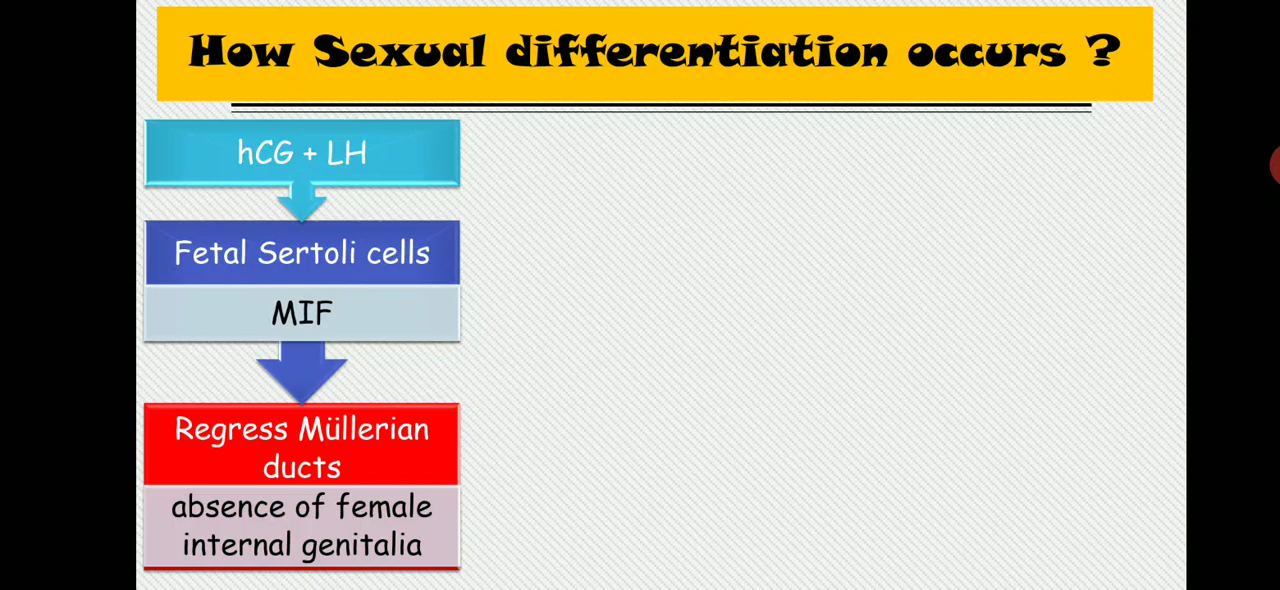 How Sexual differentiation occurs ?
hCG + LH
Fetal Sertoli cells
MIF
Regress Müllerian
ducts
absence of female
internal genitalia